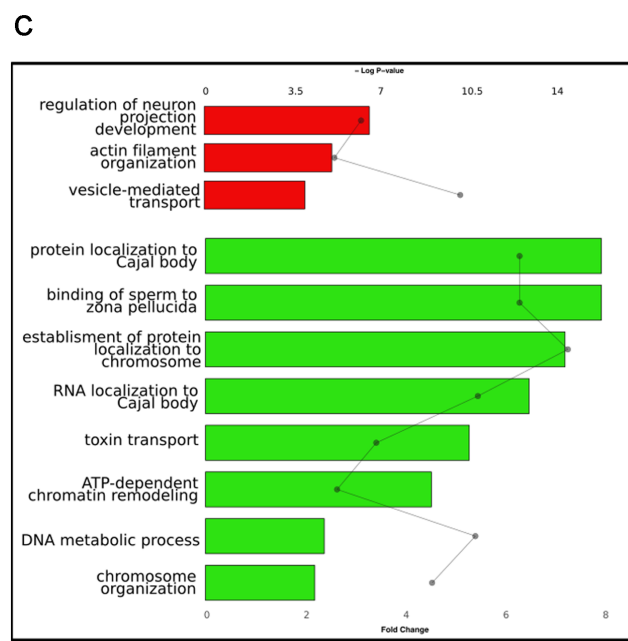 C
– Log P–value
0 3.5 7 10.5 14
regulation of neuron
projection
development
actin filament
organization
vesicle-mediated
transport
protein localization to
Cajal body
binding of sperm to
zona pellucida
establisment of protein
localization to
chromosome
RNA localization to
Cajal body
toxin transport
ATP-dependent
chromatin remodeling
DNA metabolic process
chromosome
organization
0 2 4 6 8
Fold Change